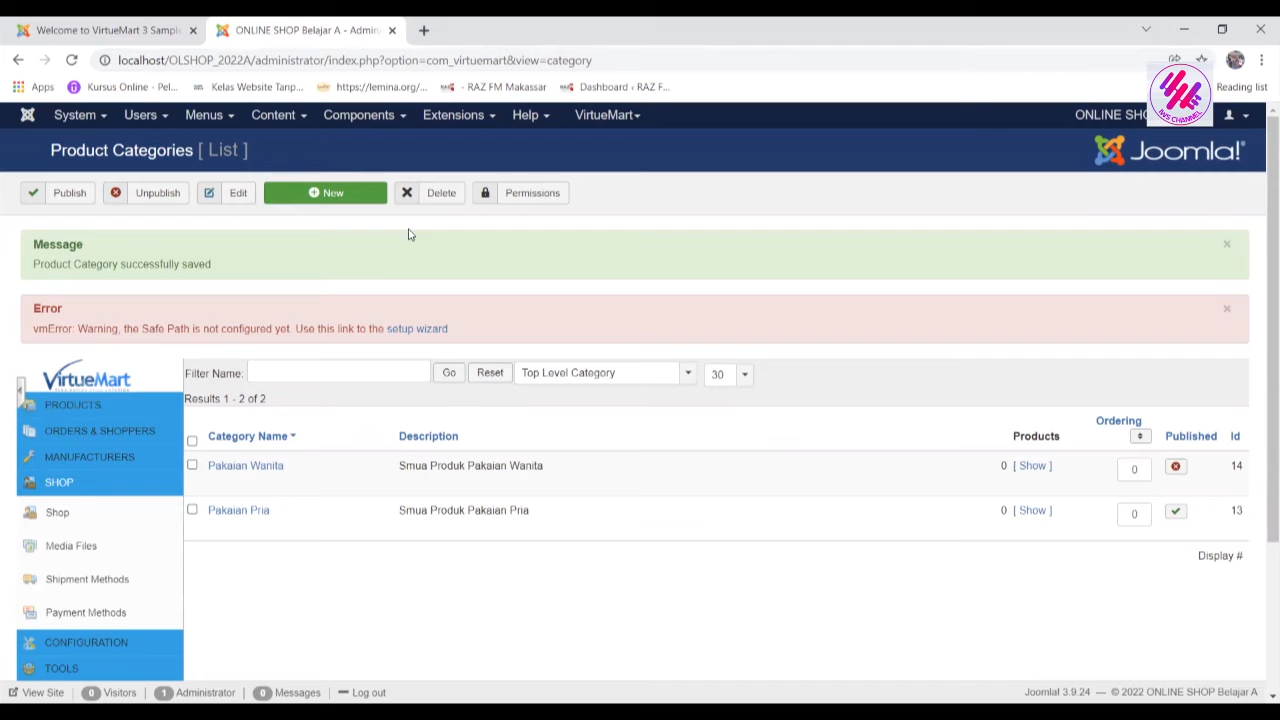 Welcome to VirtueMart 3 Sampl
ONLINE SHOP Belajar A - Admin
localhost/OLSHOP_2022A/administrator/index.php?option=com_virtuemart&view=category
Apps
Kursus Online - Pel...
Kelas Website Tanp...
https://lemina.org/...
- RAZ FM Makassar
Dashboard ‹ RAZ F...
Reading list
IWS CHANNEL
System
Users
Menus
Content
Components
Extensions
Help
VirtueMart
ONLINE SH
Product Categories [ List ]
Joomla!
Publish
Unpublish
Edit
New
Delete
Permissions
Message
Product Category successfully saved
Error
vmError: Warning, the Safe Path is not configured yet. Use this link to the setup wizard
VirtueMart
Filter Name:
Go
Reset
Top Level Category
30
Results 1 - 2 of 2
PRODUCTS
ORDERS & SHOPPERS
MANUFACTURERS
SHOP
Shop
Media Files
Shipment Methods
Payment Methods
CONFIGURATION
TOOLS
Category Name Description Products Ordering Published Id
Pakaian Wanita Smua Produk Pakaian Wanita 0 [ Show ] 0 14
Pakaian Pria Smua Produk Pakaian Pria 0 [ Show ] 0 13
Display #
View Site
0 Visitors
1 Administrator
0 Messages
Log out
Joomla! 3.9.24 — © 2022 ONLINE SHOP Belajar A